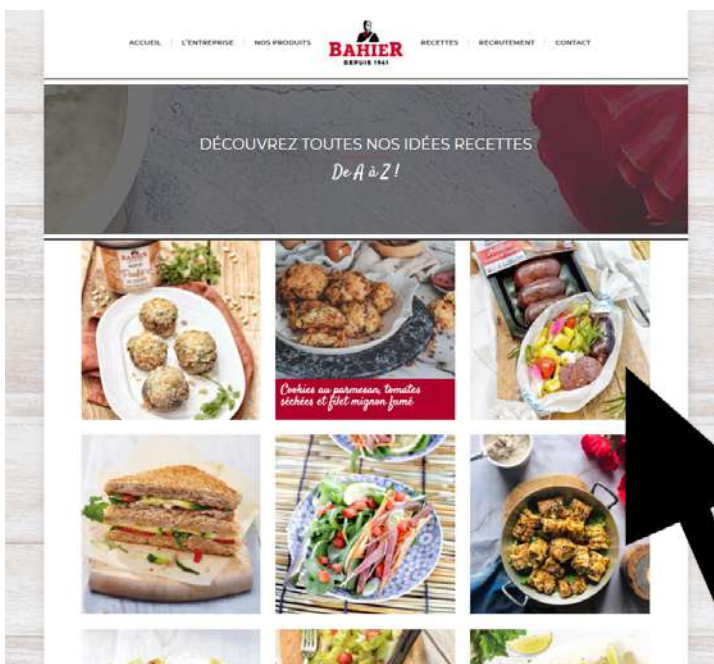 ACCUEIL
L'ENTREPRISE
NOS PRODUITS
BAHIER
DEPUIS 1941
RECETTES
RECRUTEMENT
CONTACT
DÉCOUVREZ TOUTES NOS IDÉES RECETTES
De A à Z !
BAHIER
Cookies au parmesan, tomates
séchées et filet mignon fumé